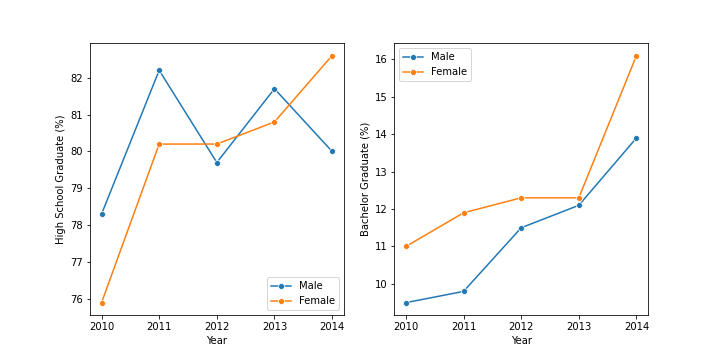 High School Graduate (%)
82
81
80
79
78
77
76
2010 2011 2012 2013 2014
Year
Male
Female
Bachelor Graduate (%)
16
15
14
13
12
11
10
2010 2011 2012 2013 2014
Year
Male
Female